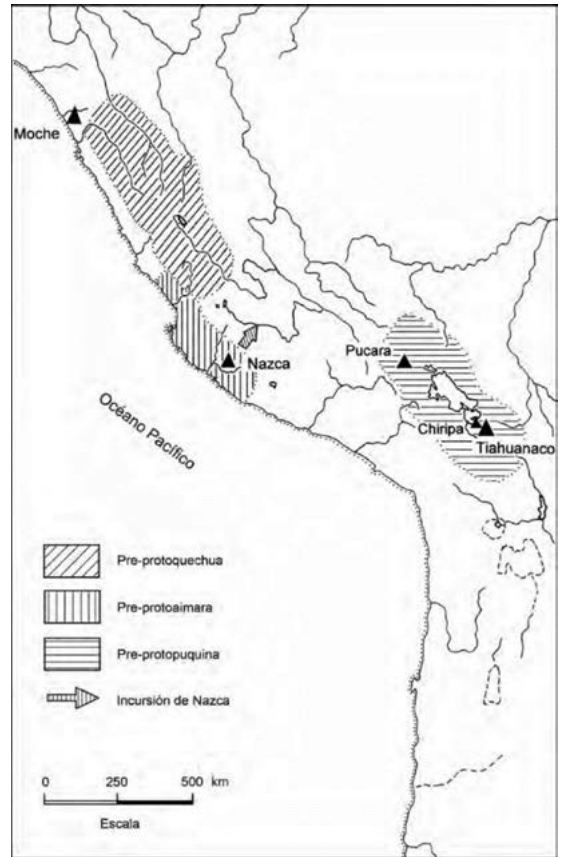 Moche
Nazca
Pucara
Chiripa
Tiahuanaco
Océano Pacífico
Pre-protoquechua
Pre-protoaimara
Pre-protopuquina
Incursión de Nazca
0 250 500 km
Escala